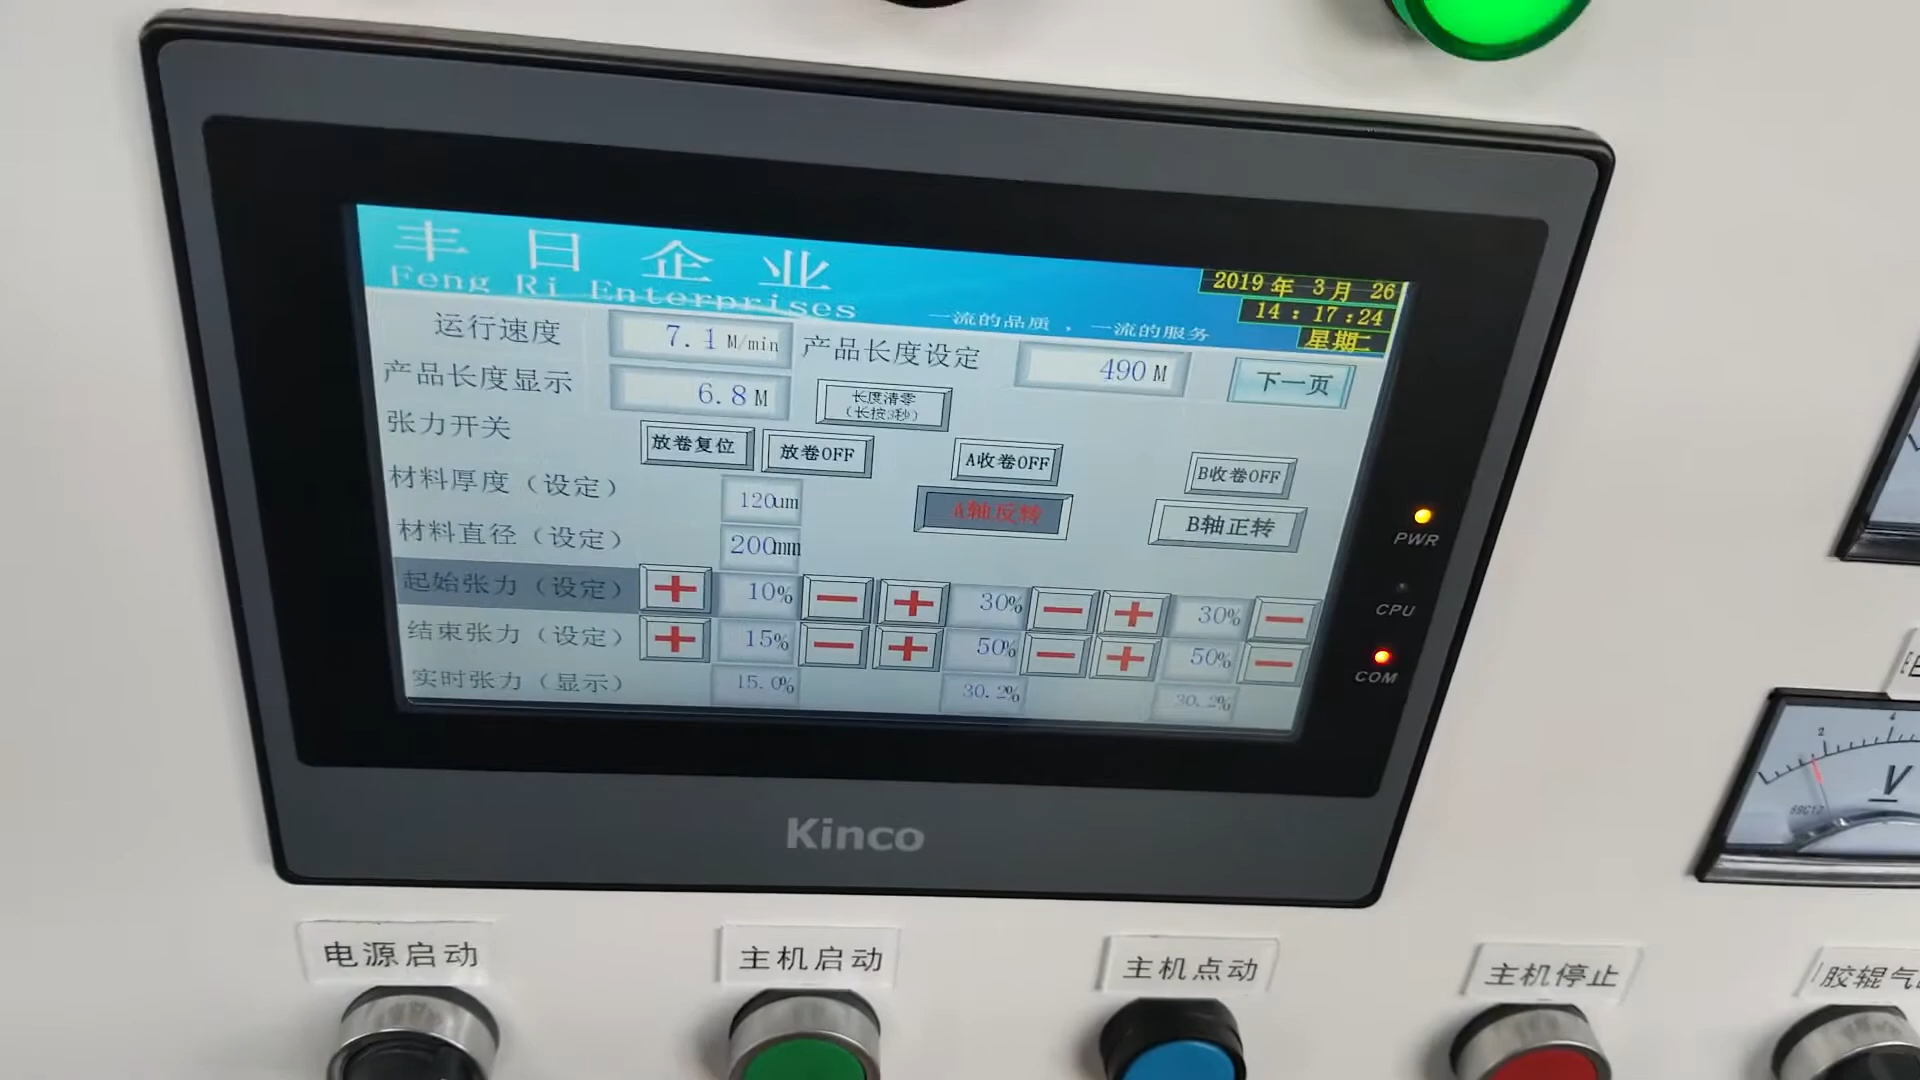 丰日企业
Feng Ri Enterprises
一流的品质，一流的服务
2019年 3月 26
14:17:24
星期二
运行速度 7.1 M/min 产品长度设定 490 M 下一页
产品长度显示 6.8 M 长度清零
（长按3秒）
张力开关 放卷复位 放卷OFF A收卷OFF B收卷OFF
材料厚度（设定） 120um A轴反转 B轴正转
材料直径（设定） 200mm
起始张力（设定） + 10% — + 30% — + 30% —
结束张力（设定） + 15% — + 50% — + 50% —
实时张力（显示） 15.0% 30.2% 30.2%
PWR
CPU
COM
Kinco
2 4
V
电源启动 主机启动 主机点动 主机停止 胶辊气